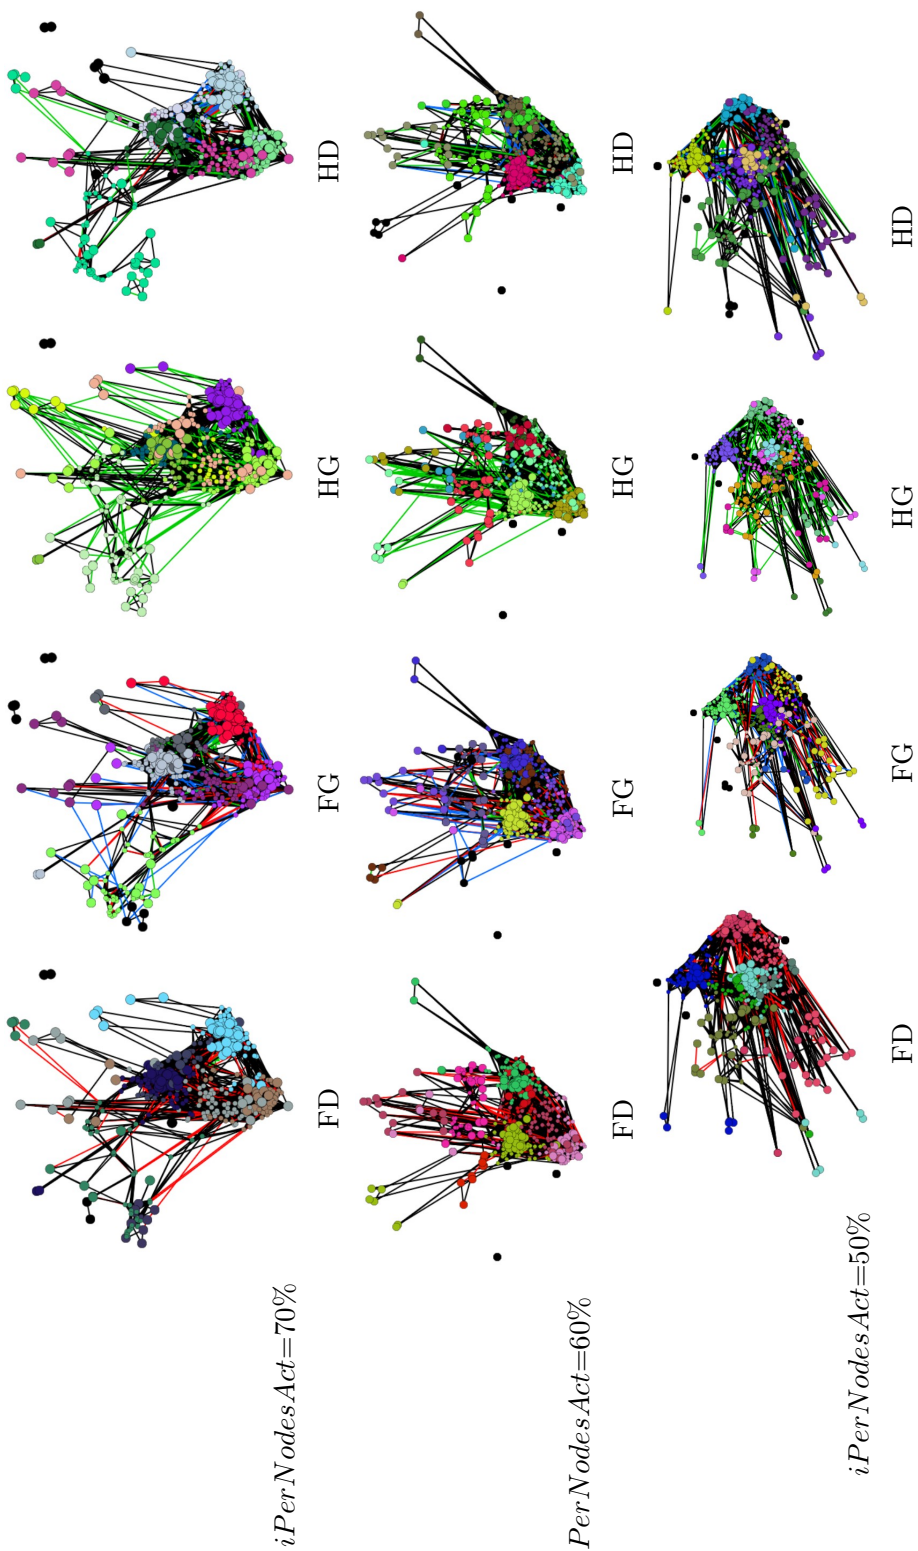 iPerNodesAct=70%
FD FG HG HD
PerNodesAct=60%
FD FG HG HD
iPerNodesAct=50%
FD FG HG HD